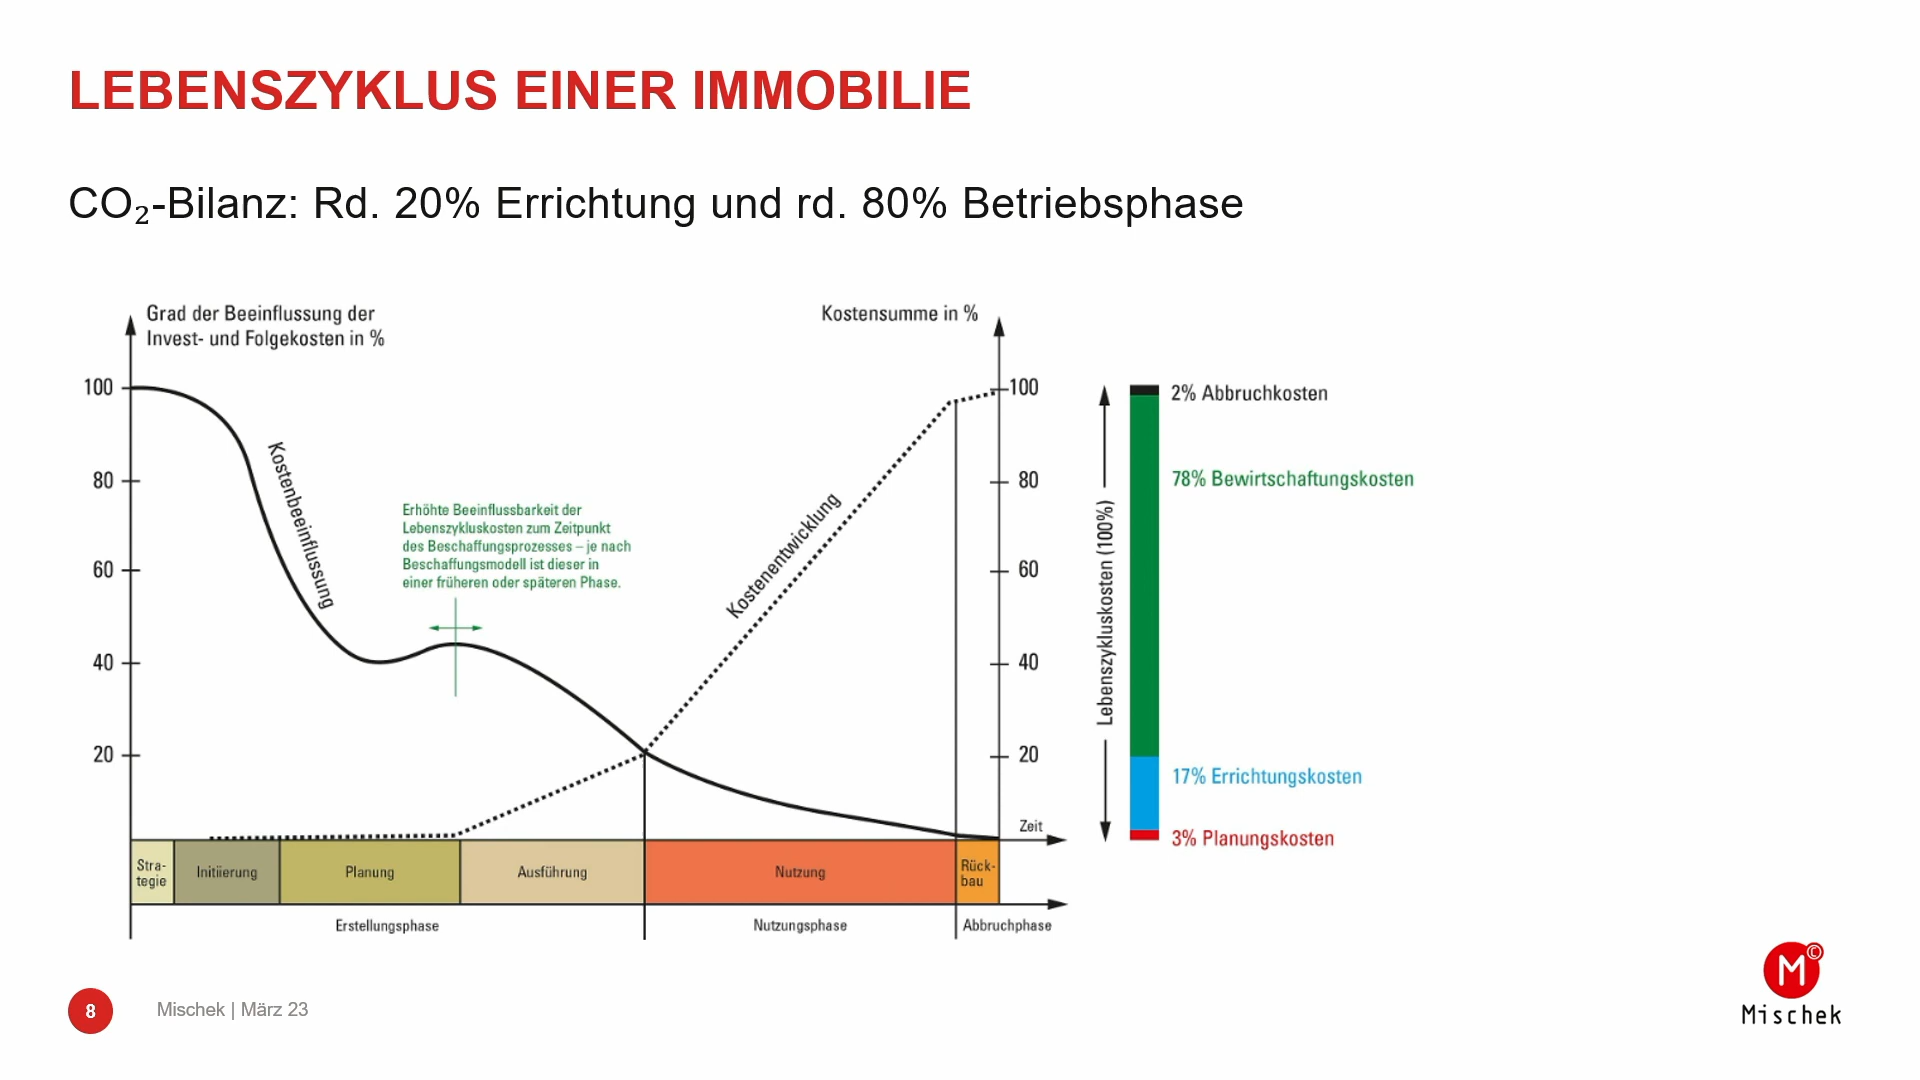 LEBENSZYKLUS EINER IMMOBILIE
CO₂-Bilanz: Rd. 20% Errichtung und rd. 80% Betriebsphase
Grad der Beeinflussung der
Invest- und Folgekosten in %
Kostensumme in %
100
80
60
40
20
Kostenbeeinflussung
Erhöhte Beeinflussbarkeit der
Lebenszykluskosten zum Zeitpunkt
des Beschaffungsprozesses – je nach
Beschaffungsmodell ist dieser in
einer früheren oder späteren Phase.
Kostenentwicklung
100
80
60
40
20
Zeit
Lebenszykluskosten (100%)
2% Abbruchkosten
78% Bewirtschaftungskosten
17% Errichtungskosten
3% Planungskosten
Stra-
tegie
Initiierung
Planung
Ausführung
Nutzung
Rück-
bau
Erstellungsphase
Nutzungsphase
Abbruchphase
8
Mischek | März 23
M©
Mischek